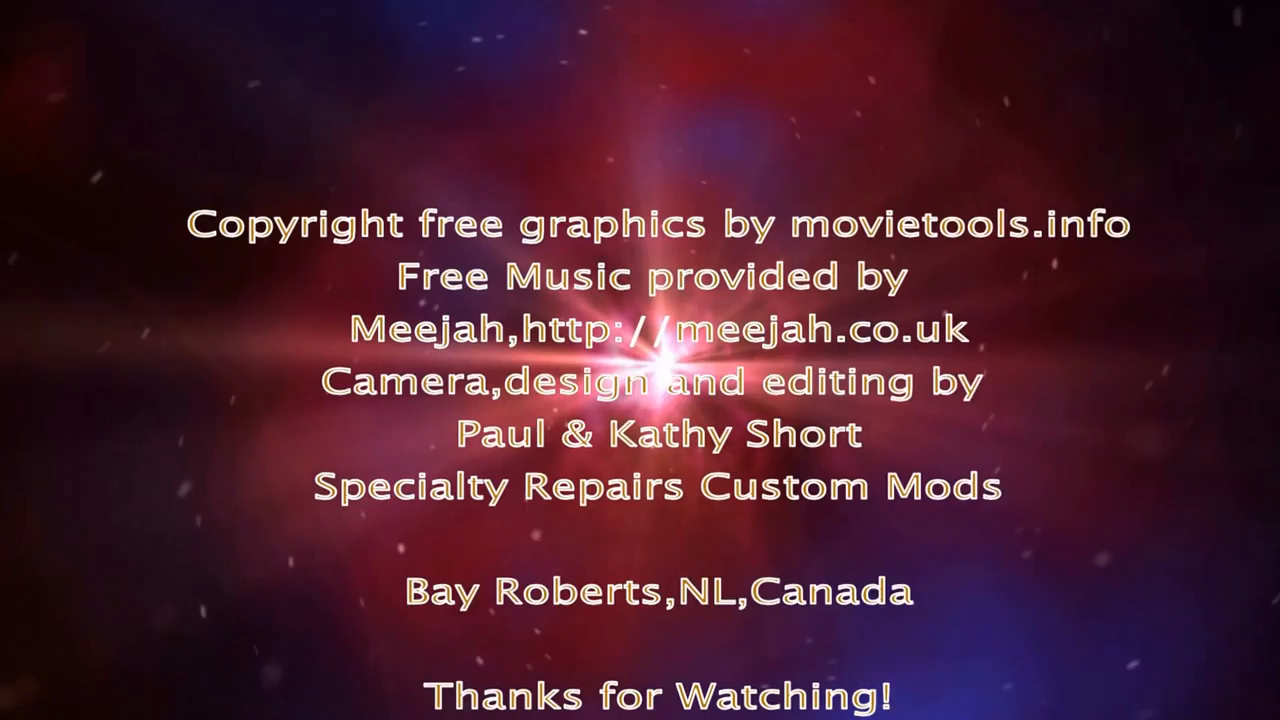 Copyright free graphics by movietools.info
Free Music provided by
Meejah,http://meejah.co.uk
Camera,design and editing by
Paul & Kathy Short
Specialty Repairs Custom Mods
Bay Roberts,NL,Canada
Thanks for Watching!